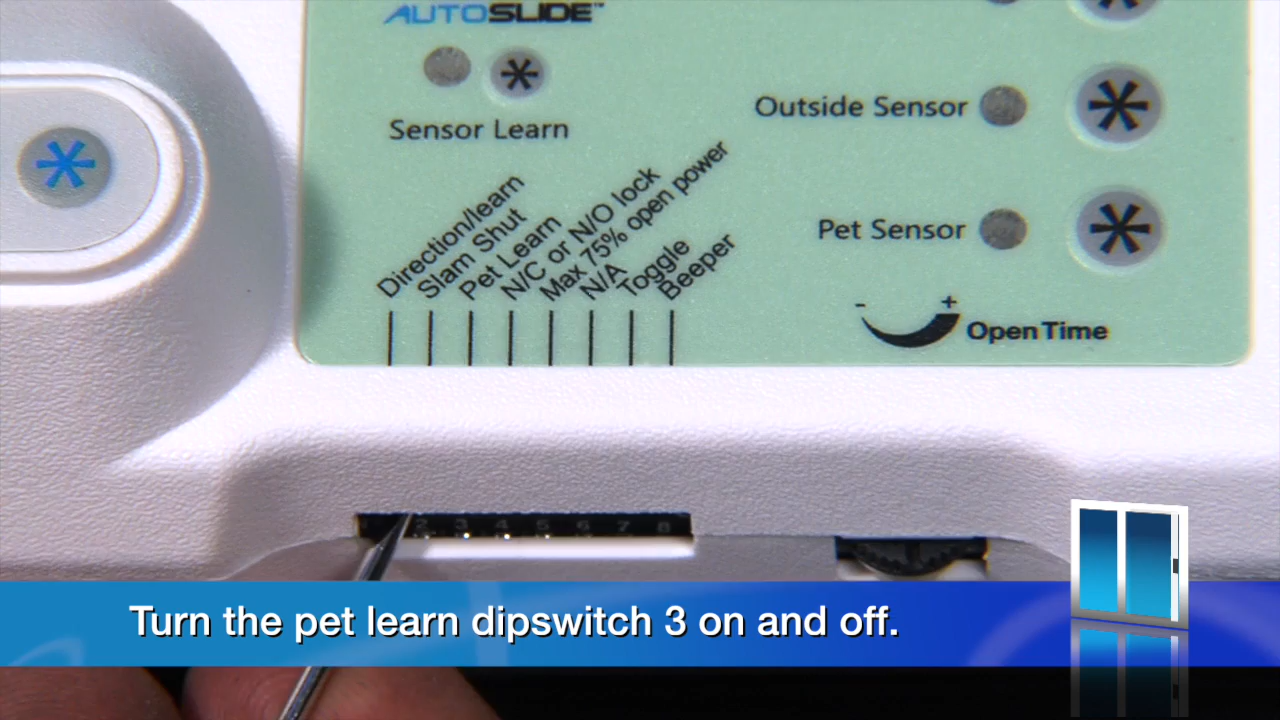 AUTOSLIDE™
Sensor Learn
Outside Sensor
Pet Sensor
Direction/learn
Slam Shut
Pet Learn
N/C or N/O lock
Max 75% open power
N/A
Toggle
Beeper
- +
Open Time
2 3 4 5 6 7 8
Turn the pet learn dipswitch 3 on and off.